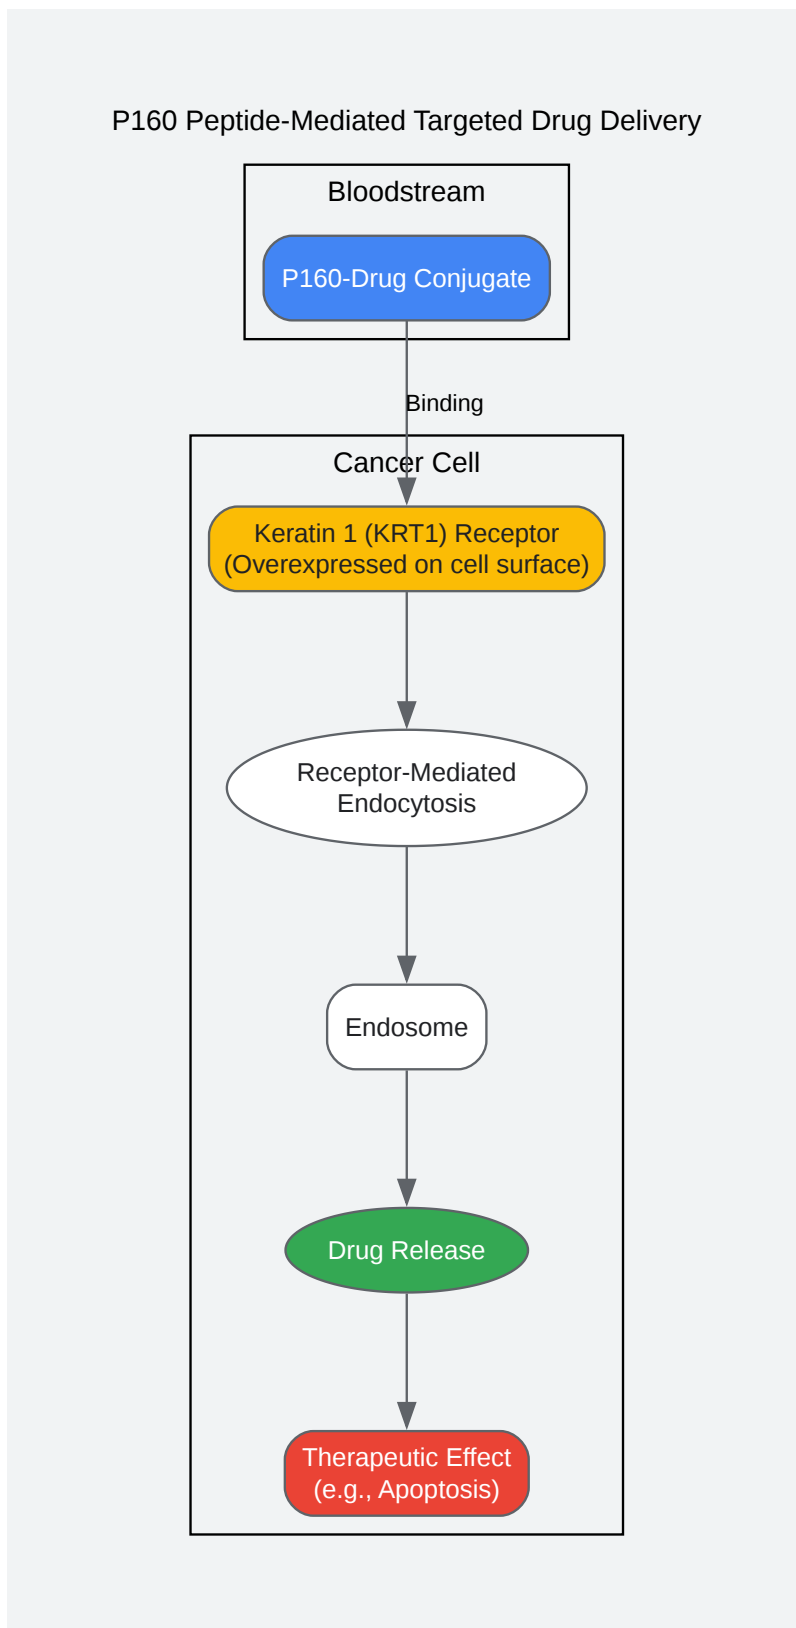 P160 Peptide-Mediated Targeted Drug Delivery
Bloodstream
P160-Drug Conjugate
Binding
Cancer Cell
Keratin 1 (KRT1) Receptor
(Overexpressed on cell surface)
Receptor-Mediated
Endocytosis
Endosome
Drug Release
Therapeutic Effect
(e.g., Apoptosis)